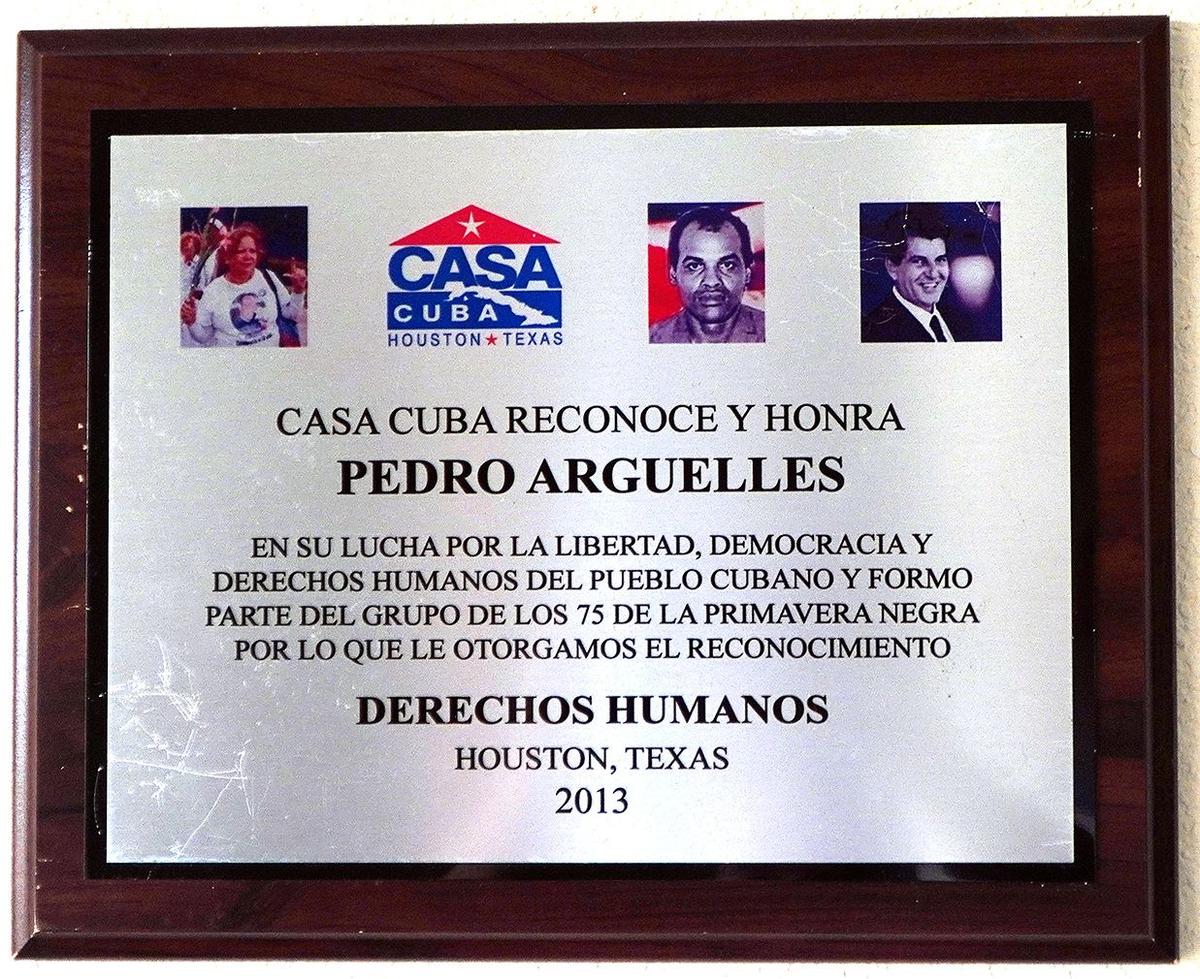 CASA
CUBA
HOUSTON★TEXAS
CASA CUBA RECONOCE Y HONRA
PEDRO ARGUELLES
EN SU LUCHA POR LA LIBERTAD, DEMOCRACIA Y
DERECHOS HUMANOS DEL PUEBLO CUBANO Y FORMO
PARTE DEL GRUPO DE LOS 75 DE LA PRIMAVERA NEGRA
POR LO QUE LE OTORGAMOS EL RECONOCIMIENTO
DERECHOS HUMANOS
HOUSTON, TEXAS
2013